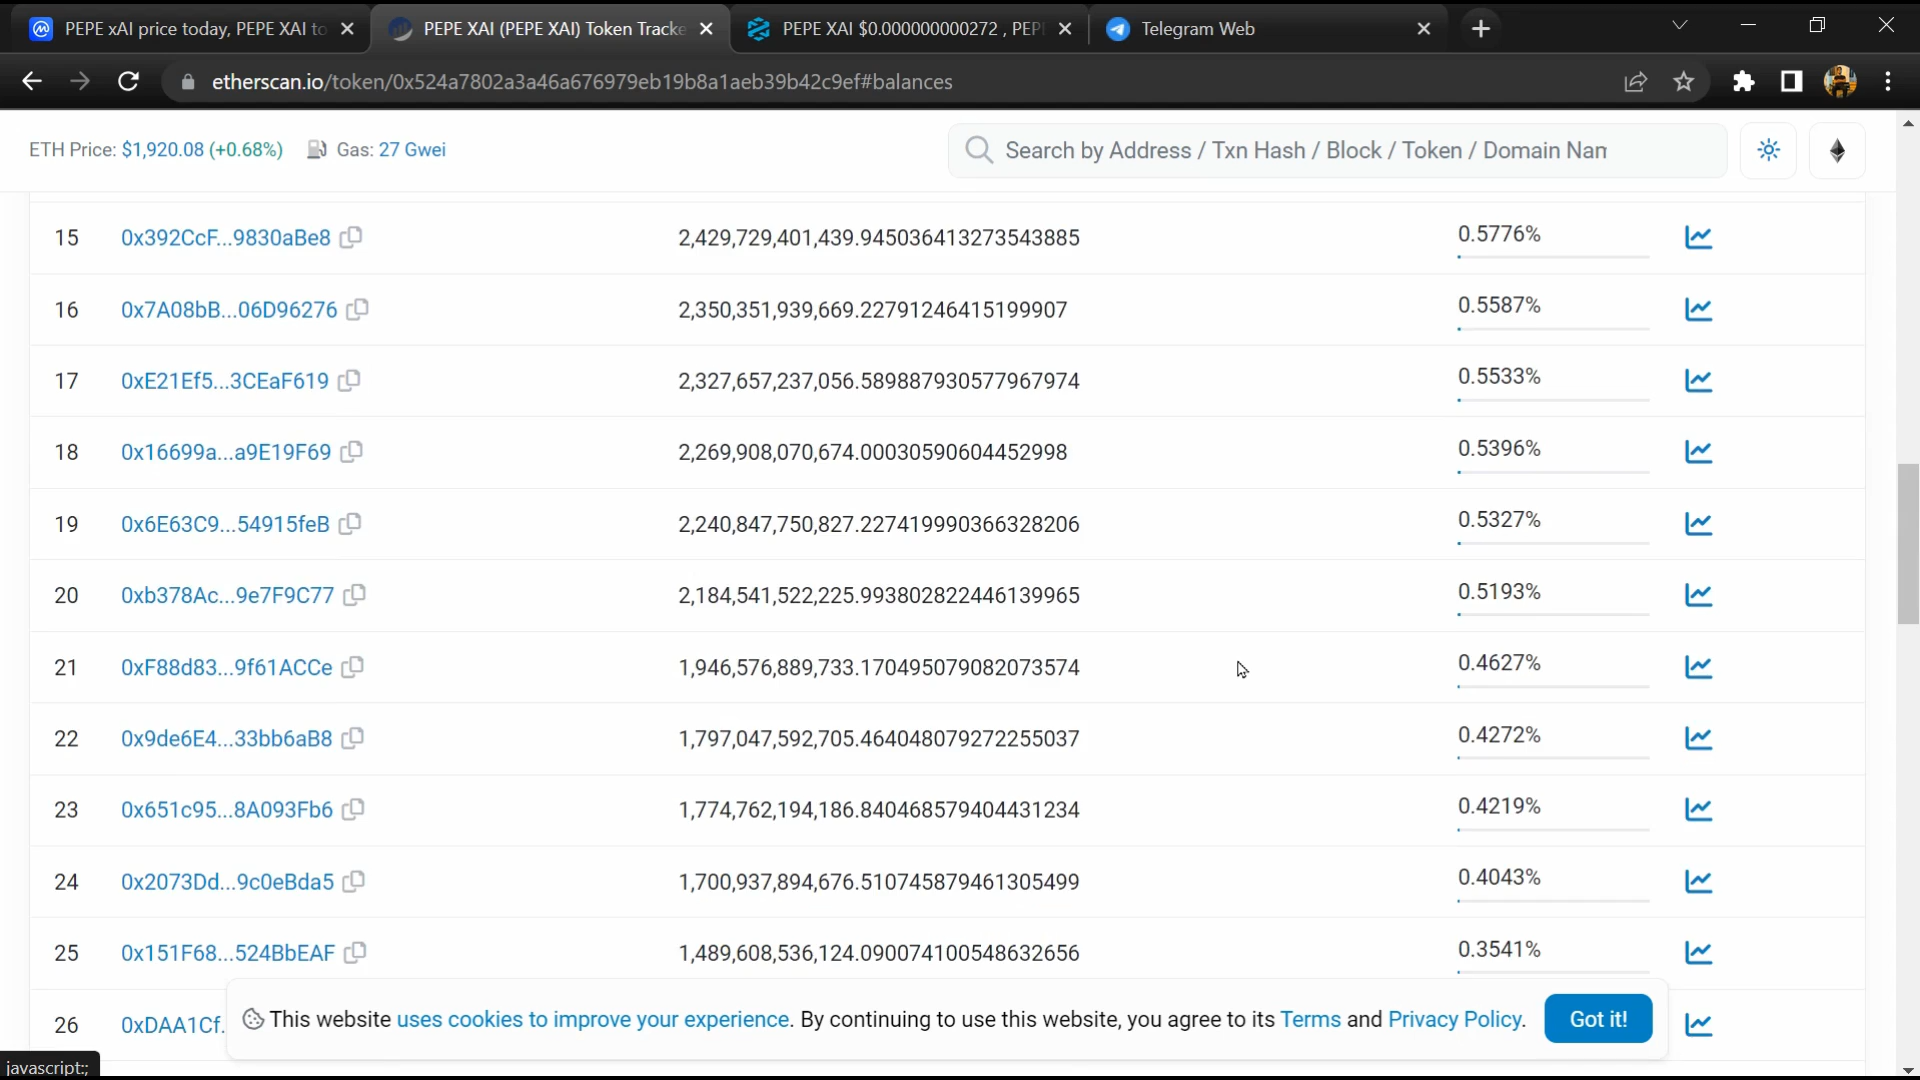 PEPE xAI price today, PEPE XAI to
PEPE XAI (PEPE XAI) Token Tracke
PEPE XAI $0.000000000272 , PEP
Telegram Web
etherscan.io/token/0x524a7802a3a46a676979eb19b8a1aeb39b42c9ef#balances
ETH Price: $1,920.08 (+0.68%) Gas: 27 Gwei
Search by Address / Txn Hash / Block / Token / Domain Nan
15 0x392CcF...9830aBe8 2,429,729,401,439.945036413273543885 0.5776%
16 0x7A08bB...06D96276 2,350,351,939,669.22791246415199907 0.5587%
17 0xE21Ef5...3CEaF619 2,327,657,237,056.589887930577967974 0.5533%
18 0x16699a...a9E19F69 2,269,908,070,674.00030590604452998 0.5396%
19 0x6E63C9...54915feB 2,240,847,750,827.227419990366328206 0.5327%
20 0xb378Ac...9e7F9C77 2,184,541,522,225.993802822446139965 0.5193%
21 0xF88d83...9f61ACCe 1,946,576,889,733.170495079082073574 0.4627%
22 0x9de6E4...33bb6aB8 1,797,047,592,705.464048079272255037 0.4272%
23 0x651c95...8A093Fb6 1,774,762,194,186.840468579404431234 0.4219%
24 0x2073Dd...9c0eBda5 1,700,937,894,676.510745879461305499 0.4043%
25 0x151F68...524BbEAF 1,489,608,536,124.090074100548632656 0.3541%
26 0xDAA1Cf.
This website uses cookies to improve your experience. By continuing to use this website, you agree to its Terms and Privacy Policy.
Got it!
javascript:;